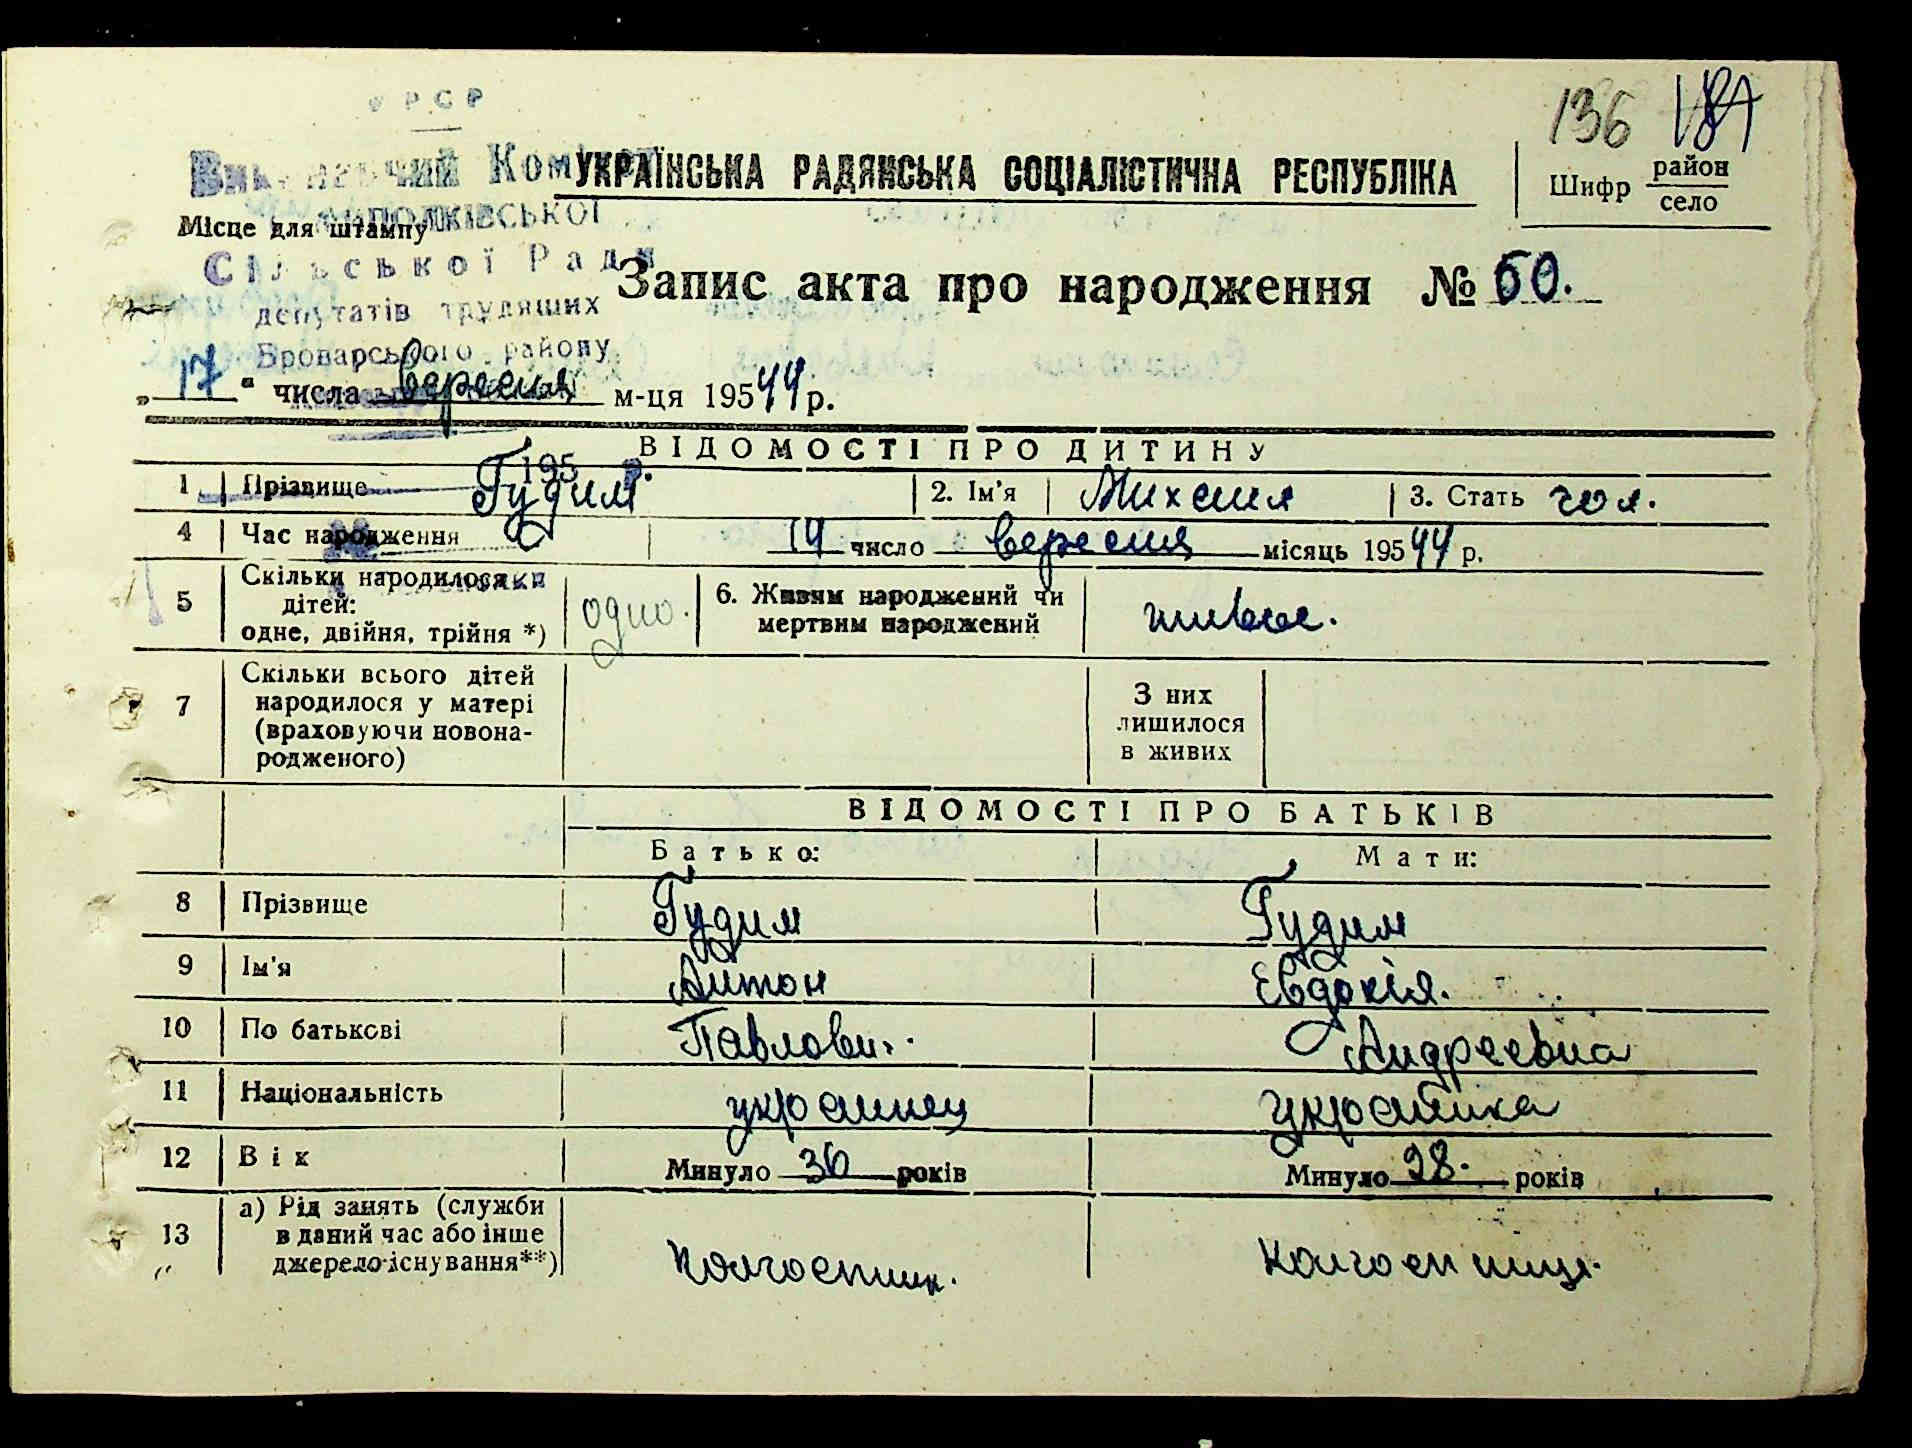 УРСР
136 187
Виконавчий Комітет УКРАЇНСЬКА РАДЯНСЬКА СОЦІАЛІСТИЧНА РЕСПУБЛІКА
Шифр район село
Місце для штампу
Сільської Ради
Запис акта про народження № 50.
депутатів трудящих
Броварського району
„17" числа вересня м-ця 19544 р.
ВІДОМОСТІ ПРО ДИТИНУ
195 р.
1 Прізвище Гудим 2. Ім'я Михайл 3. Стать чол.
4 Час народження 14 число вересня місяць 19544 р.
5 Скільки народилося дітей: одне, двійня, трійня *) одно. 6. Живим народжений чи мертвим народжений живое.
7 Скільки всього дітей народилося у матері (враховуючи новонародженого) З них лишилося в живих
ВІДОМОСТІ ПРО БАТЬКІВ
Батько: Мати:
8 Прізвище Гудим Гудим
9 Ім'я Антон Евдокія.
10 По батькові Павлович. Андреевна
11 Національність украинец украинка
12 Вік Минуло 36 років Минуло 28. років
13 а) Рід занять (служби в даний час або інше джерело існування**) колгоспник. колгоспниця.